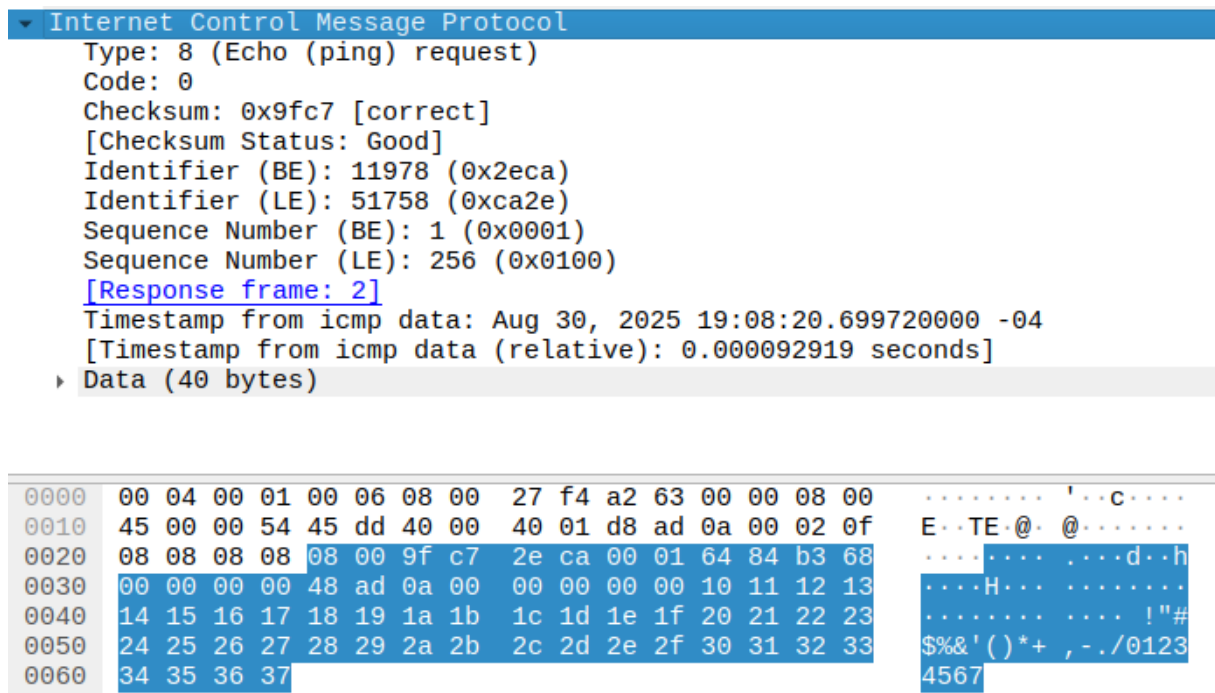 Internet Control Message Protocol
Type: 8 (Echo (ping) request)
Code: 0
Checksum: 0x9fc7 [correct]
[Checksum Status: Good]
Identifier (BE): 11978 (0x2eca)
Identifier (LE): 51758 (0xca2e)
Sequence Number (BE): 1 (0x0001)
Sequence Number (LE): 256 (0x0100)
[Response frame: 2]
Timestamp from icmp data: Aug 30, 2025 19:08:20.699720000 -04
[Timestamp from icmp data (relative): 0.000092919 seconds]
Data (40 bytes)
0000 00 04 00 01 00 06 08 00 27 f4 a2 63 00 00 08 00 ········ '··c····
0010 45 00 00 54 45 dd 40 00 40 01 d8 ad 0a 00 02 0f E··TE·@· @·······
0020 08 08 08 08 08 00 9f c7 2e ca 00 01 64 84 b3 68 ········ .···d··h
0030 00 00 00 00 48 ad 0a 00 00 00 00 00 10 11 12 13 ····H··· ········
0040 14 15 16 17 18 19 1a 1b 1c 1d 1e 1f 20 21 22 23 ········ ···· !"#
0050 24 25 26 27 28 29 2a 2b 2c 2d 2e 2f 30 31 32 33 $%&'()*+ ,-./0123
0060 34 35 36 37 4567